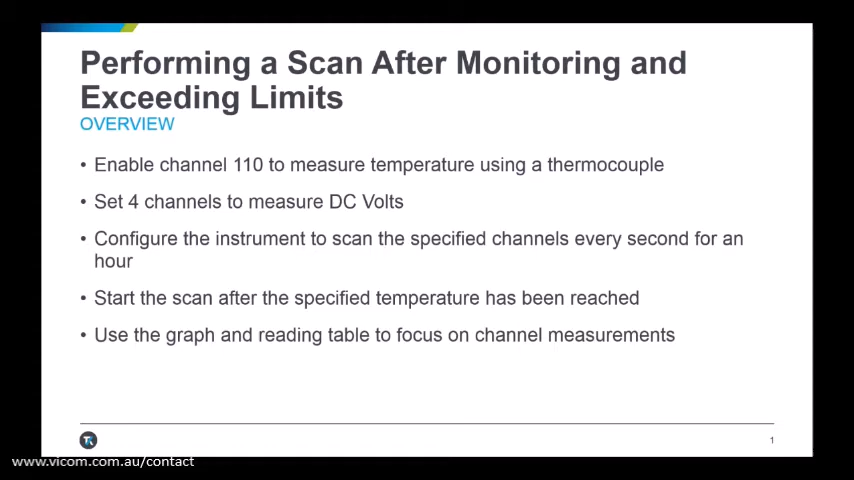 Performing a Scan After Monitoring and
Exceeding Limits
OVERVIEW
• Enable channel 110 to measure temperature using a thermocouple
• Set 4 channels to measure DC Volts
• Configure the instrument to scan the specified channels every second for an
hour
• Start the scan after the specified temperature has been reached
• Use the graph and reading table to focus on channel measurements
TK
1
www.vicom.com.au/contact